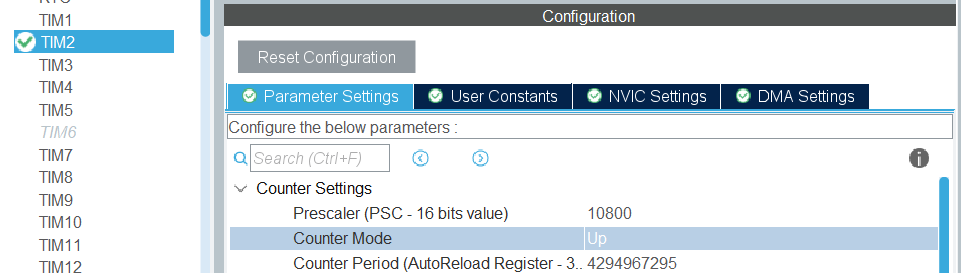 Configuration
TIM1
TIM2
TIM3
TIM4
TIM5
TIM6
TIM7
TIM8
TIM9
TIM10
TIM11
TIM12
Reset Configuration
Parameter Settings
User Constants
NVIC Settings
DMA Settings
Configure the below parameters :
Search (Ctrl+F)
Counter Settings
Prescaler (PSC - 16 bits value) 10800
Counter Mode Up
Counter Period (AutoReload Register - 3.. 4294967295